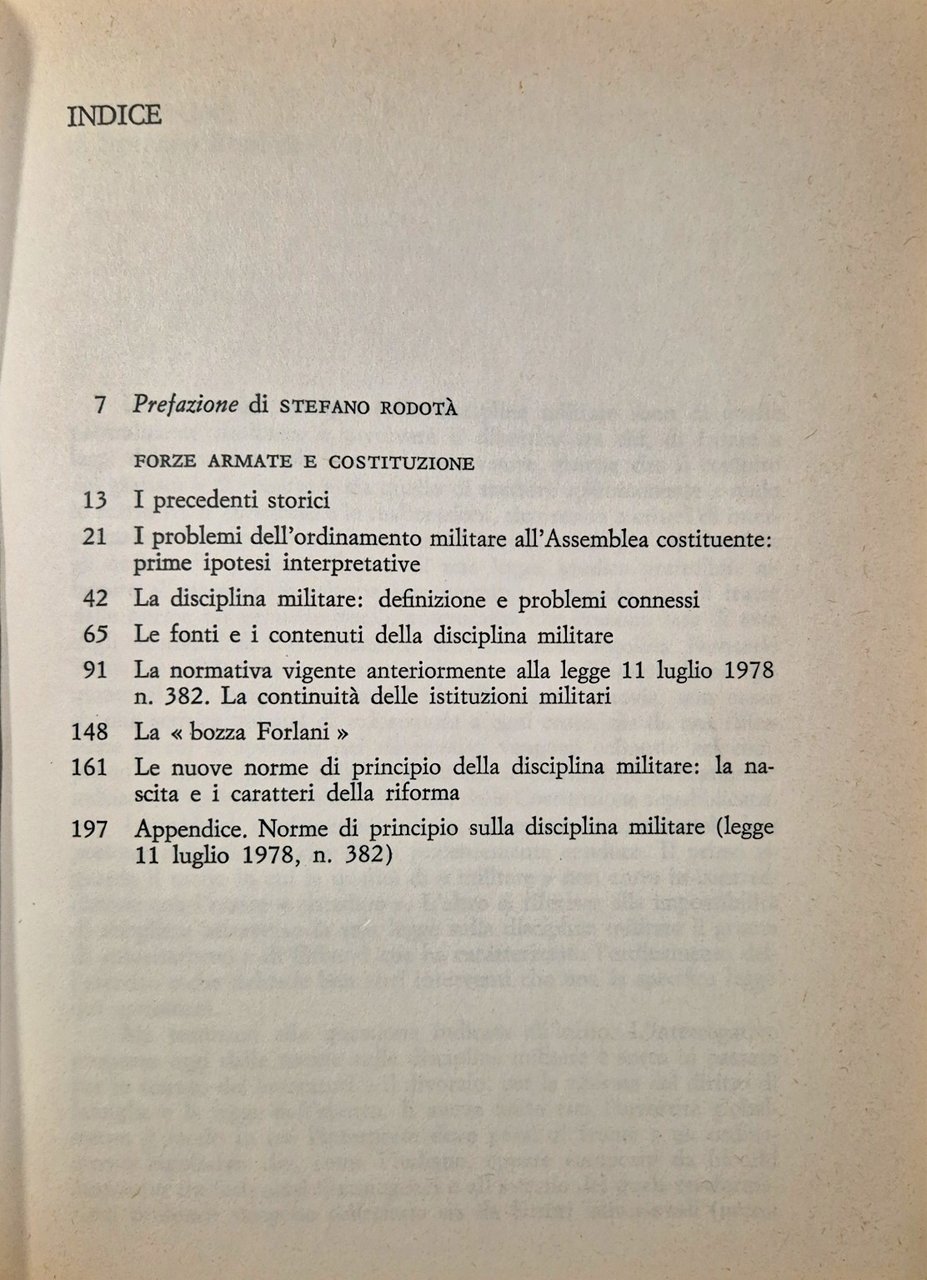 INDICE
7 Prefazione di STEFANO RODOTÀ
FORZE ARMATE E COSTITUZIONE
13 I precedenti storici
21 I problemi dell'ordinamento militare all'Assemblea costituente:
prime ipotesi interpretative
42 La disciplina militare: definizione e problemi connessi
65 Le fonti e i contenuti della disciplina militare
91 La normativa vigente anteriormente alla legge 11 luglio 1978
n. 382. La continuità delle istituzioni militari
148 La « bozza Forlani »
161 Le nuove norme di principio della disciplina militare: la na-
scita e i caratteri della riforma
197 Appendice. Norme di principio sulla disciplina militare (legge
11 luglio 1978, n. 382)